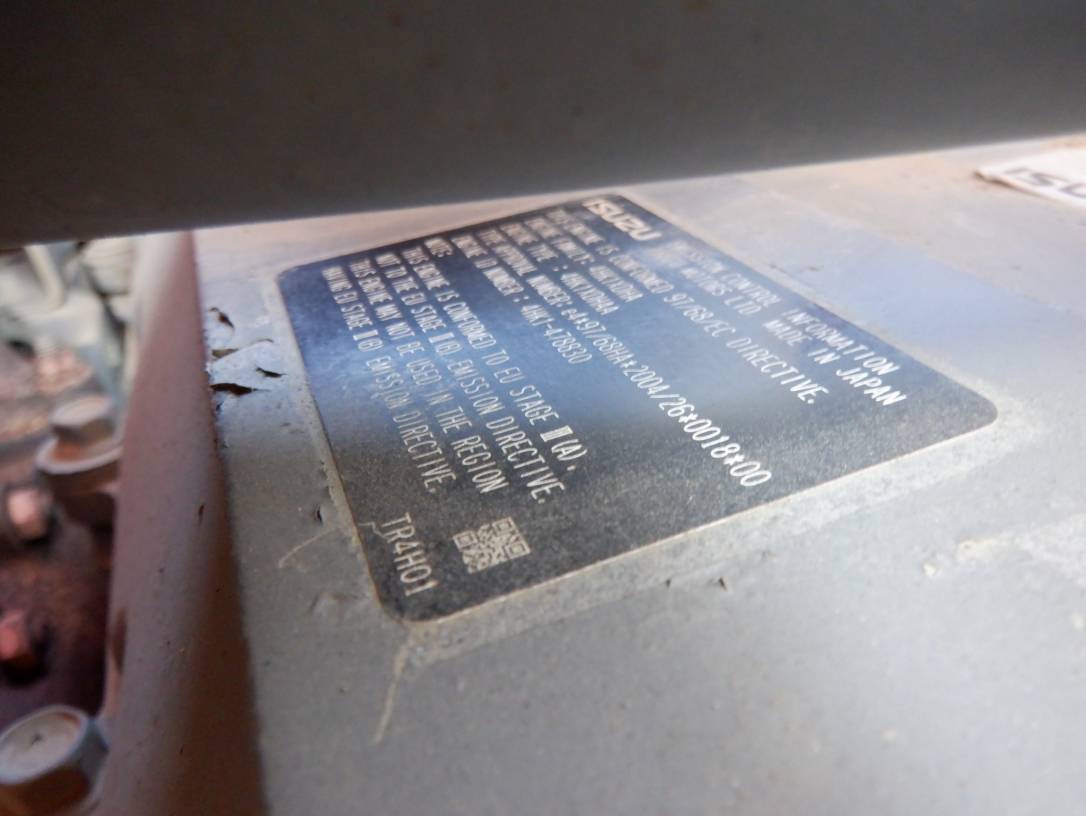 ISUZU
EMISSION CONTROL INFORMATION
ISUZU MOTORS LTD MADE IN JAPAN
THIS ENGINE IS CONFORMED 97/68/EC DIRECTIVE.
ENGINE FAMILY:
ENGINE TYPE :
APPROVAL NUMBER: e4*97/68HA*2004/26*0018*00
ENGINE NUMBER: 4HK1-478830
NOTE:
THIS ENGINE IS CONFORMED TO EU STAGE Ⅲ(A),
NOT TO THE EU STAGE Ⅲ(B) EMISSION DIRECTIVE.
THIS ENGINE MAY NOT BE USED IN THE REGION
HAVING EU STAGE Ⅲ(B) EMISSION DIRECTIVE.
TR4H01
ISU